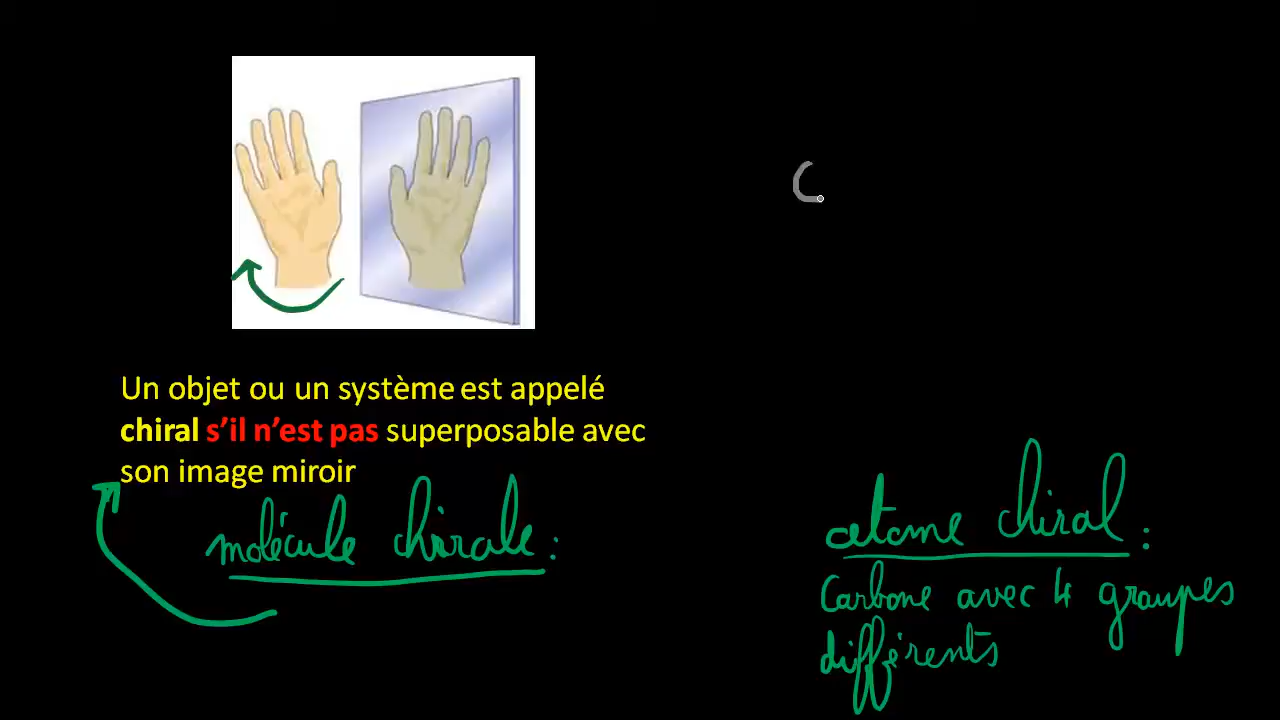 C
Un objet ou un système est appelé
chiral s'il n'est pas superposable avec
son image miroir
molécule chirale :
atome chiral :
Carbone avec 4 groupes
différents